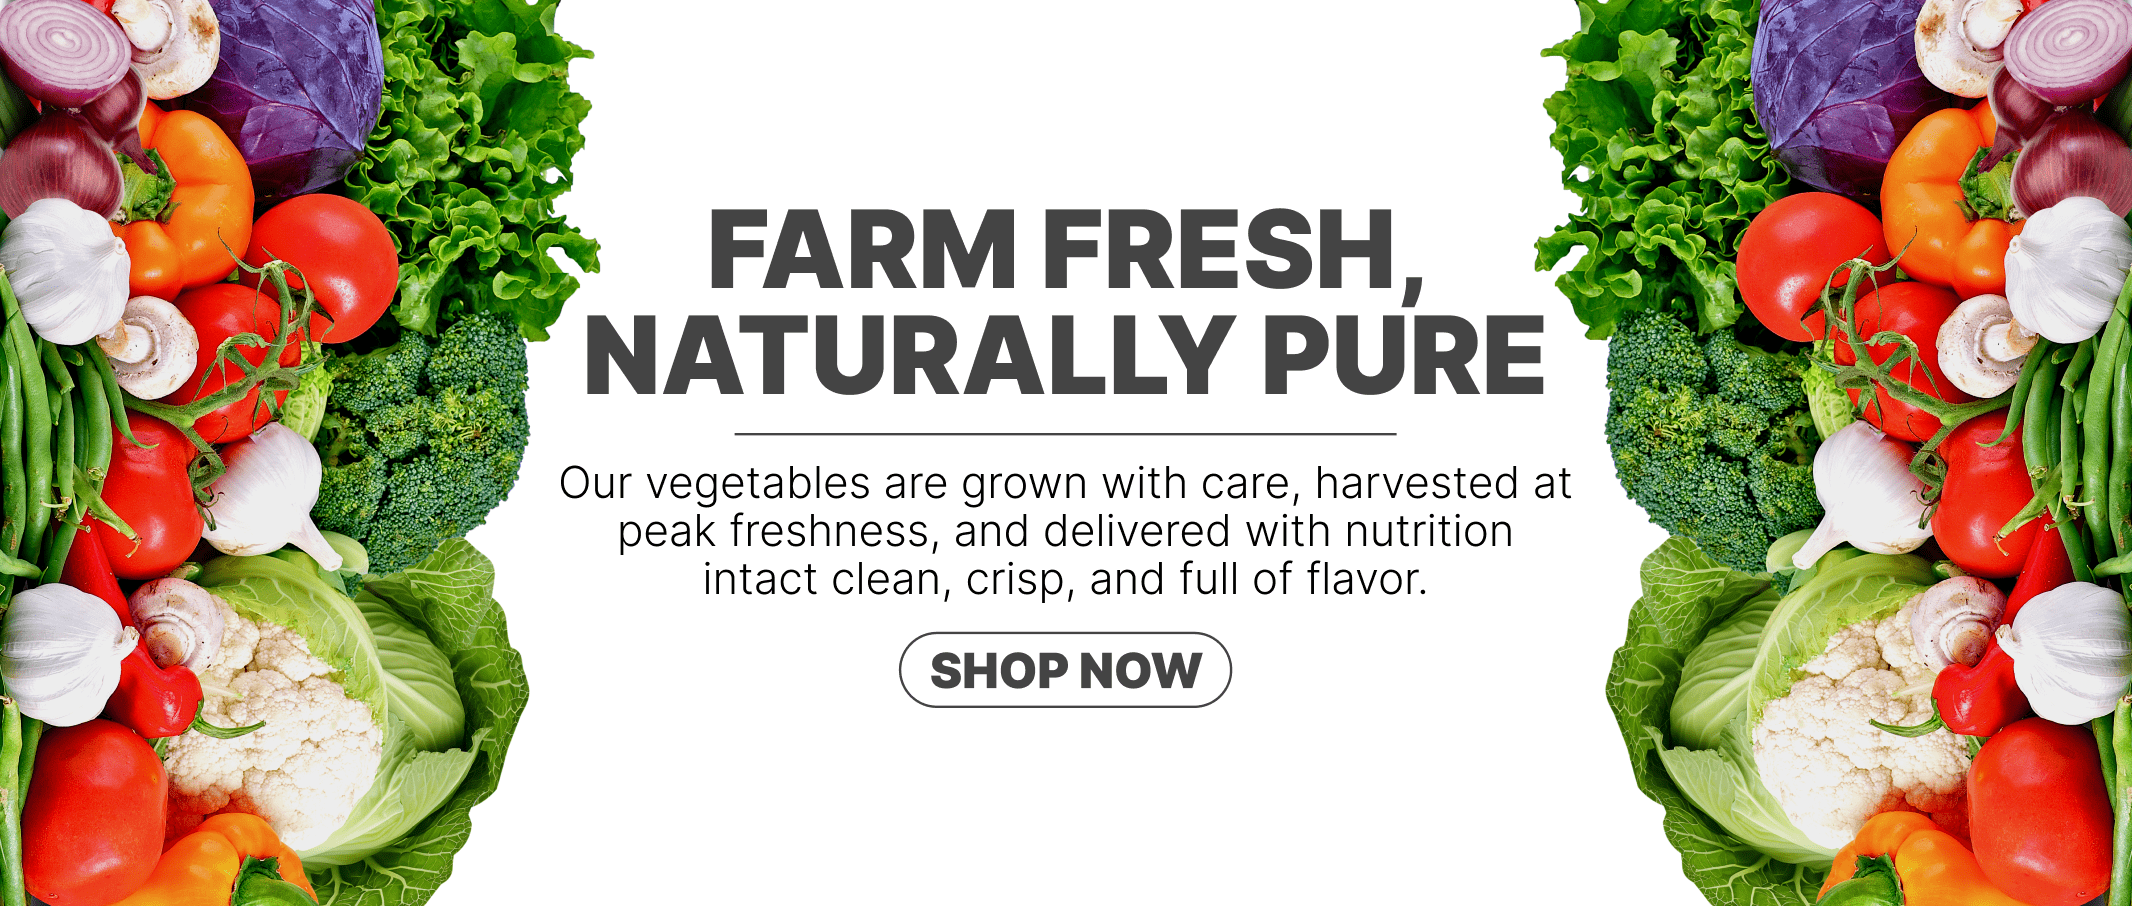 FARM FRESH,
NATURALLY PURE
Our vegetables are grown with care, harvested at
peak freshness, and delivered with nutrition
intact clean, crisp, and full of flavor.
SHOP NOW